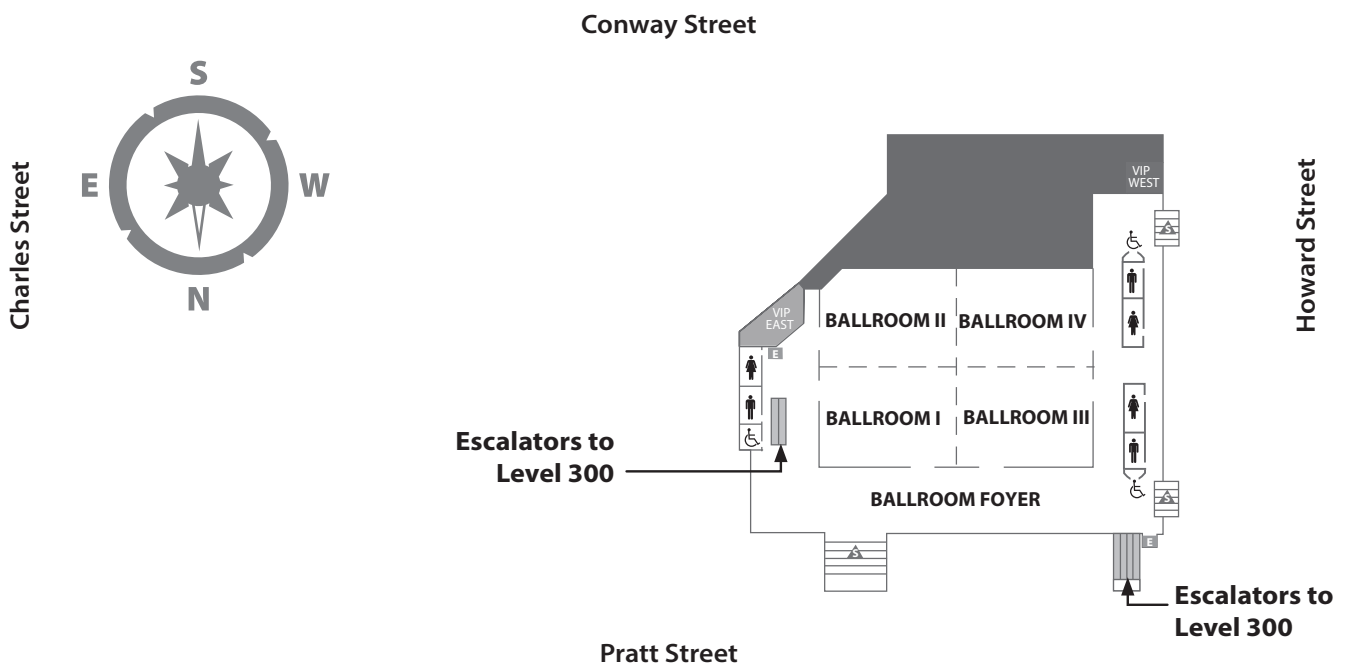 Conway Street
S
E
W
N
Charles Street
Howard Street
VIP
WEST
S
VIP
EAST
E
BALLROOM II
BALLROOM IV
BALLROOM I
BALLROOM III
Escalators to
Level 300
BALLROOM FOYER
S
S
E
Escalators to
Level 300
Pratt Street